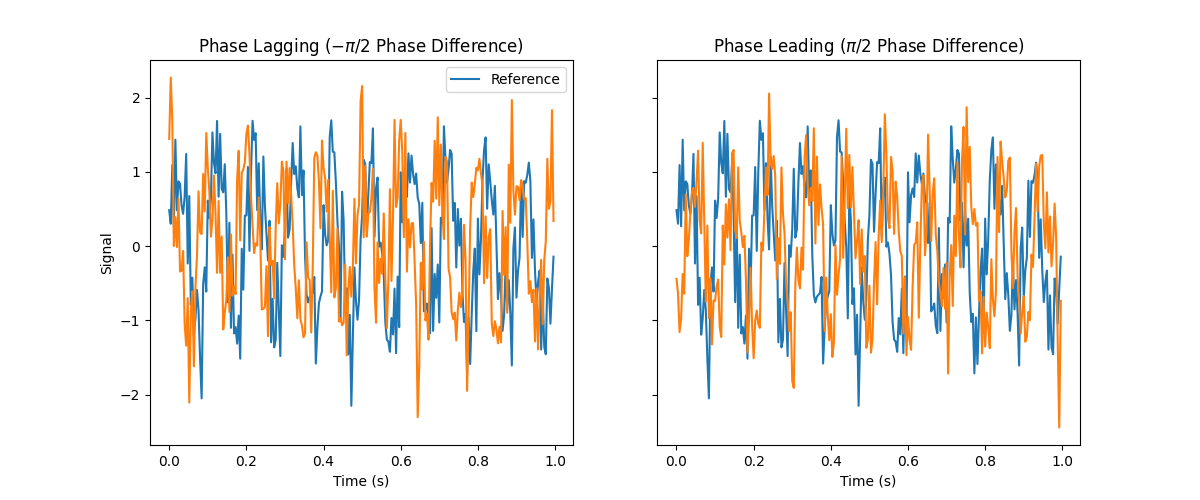 Phase Lagging (−π/2 Phase Difference)
Phase Leading (π/2 Phase Difference)
Reference
Signal
2
1
0
−1
−2
0.0 0.2 0.4 0.6 0.8 1.0
0.0 0.2 0.4 0.6 0.8 1.0
Time (s)
Time (s)